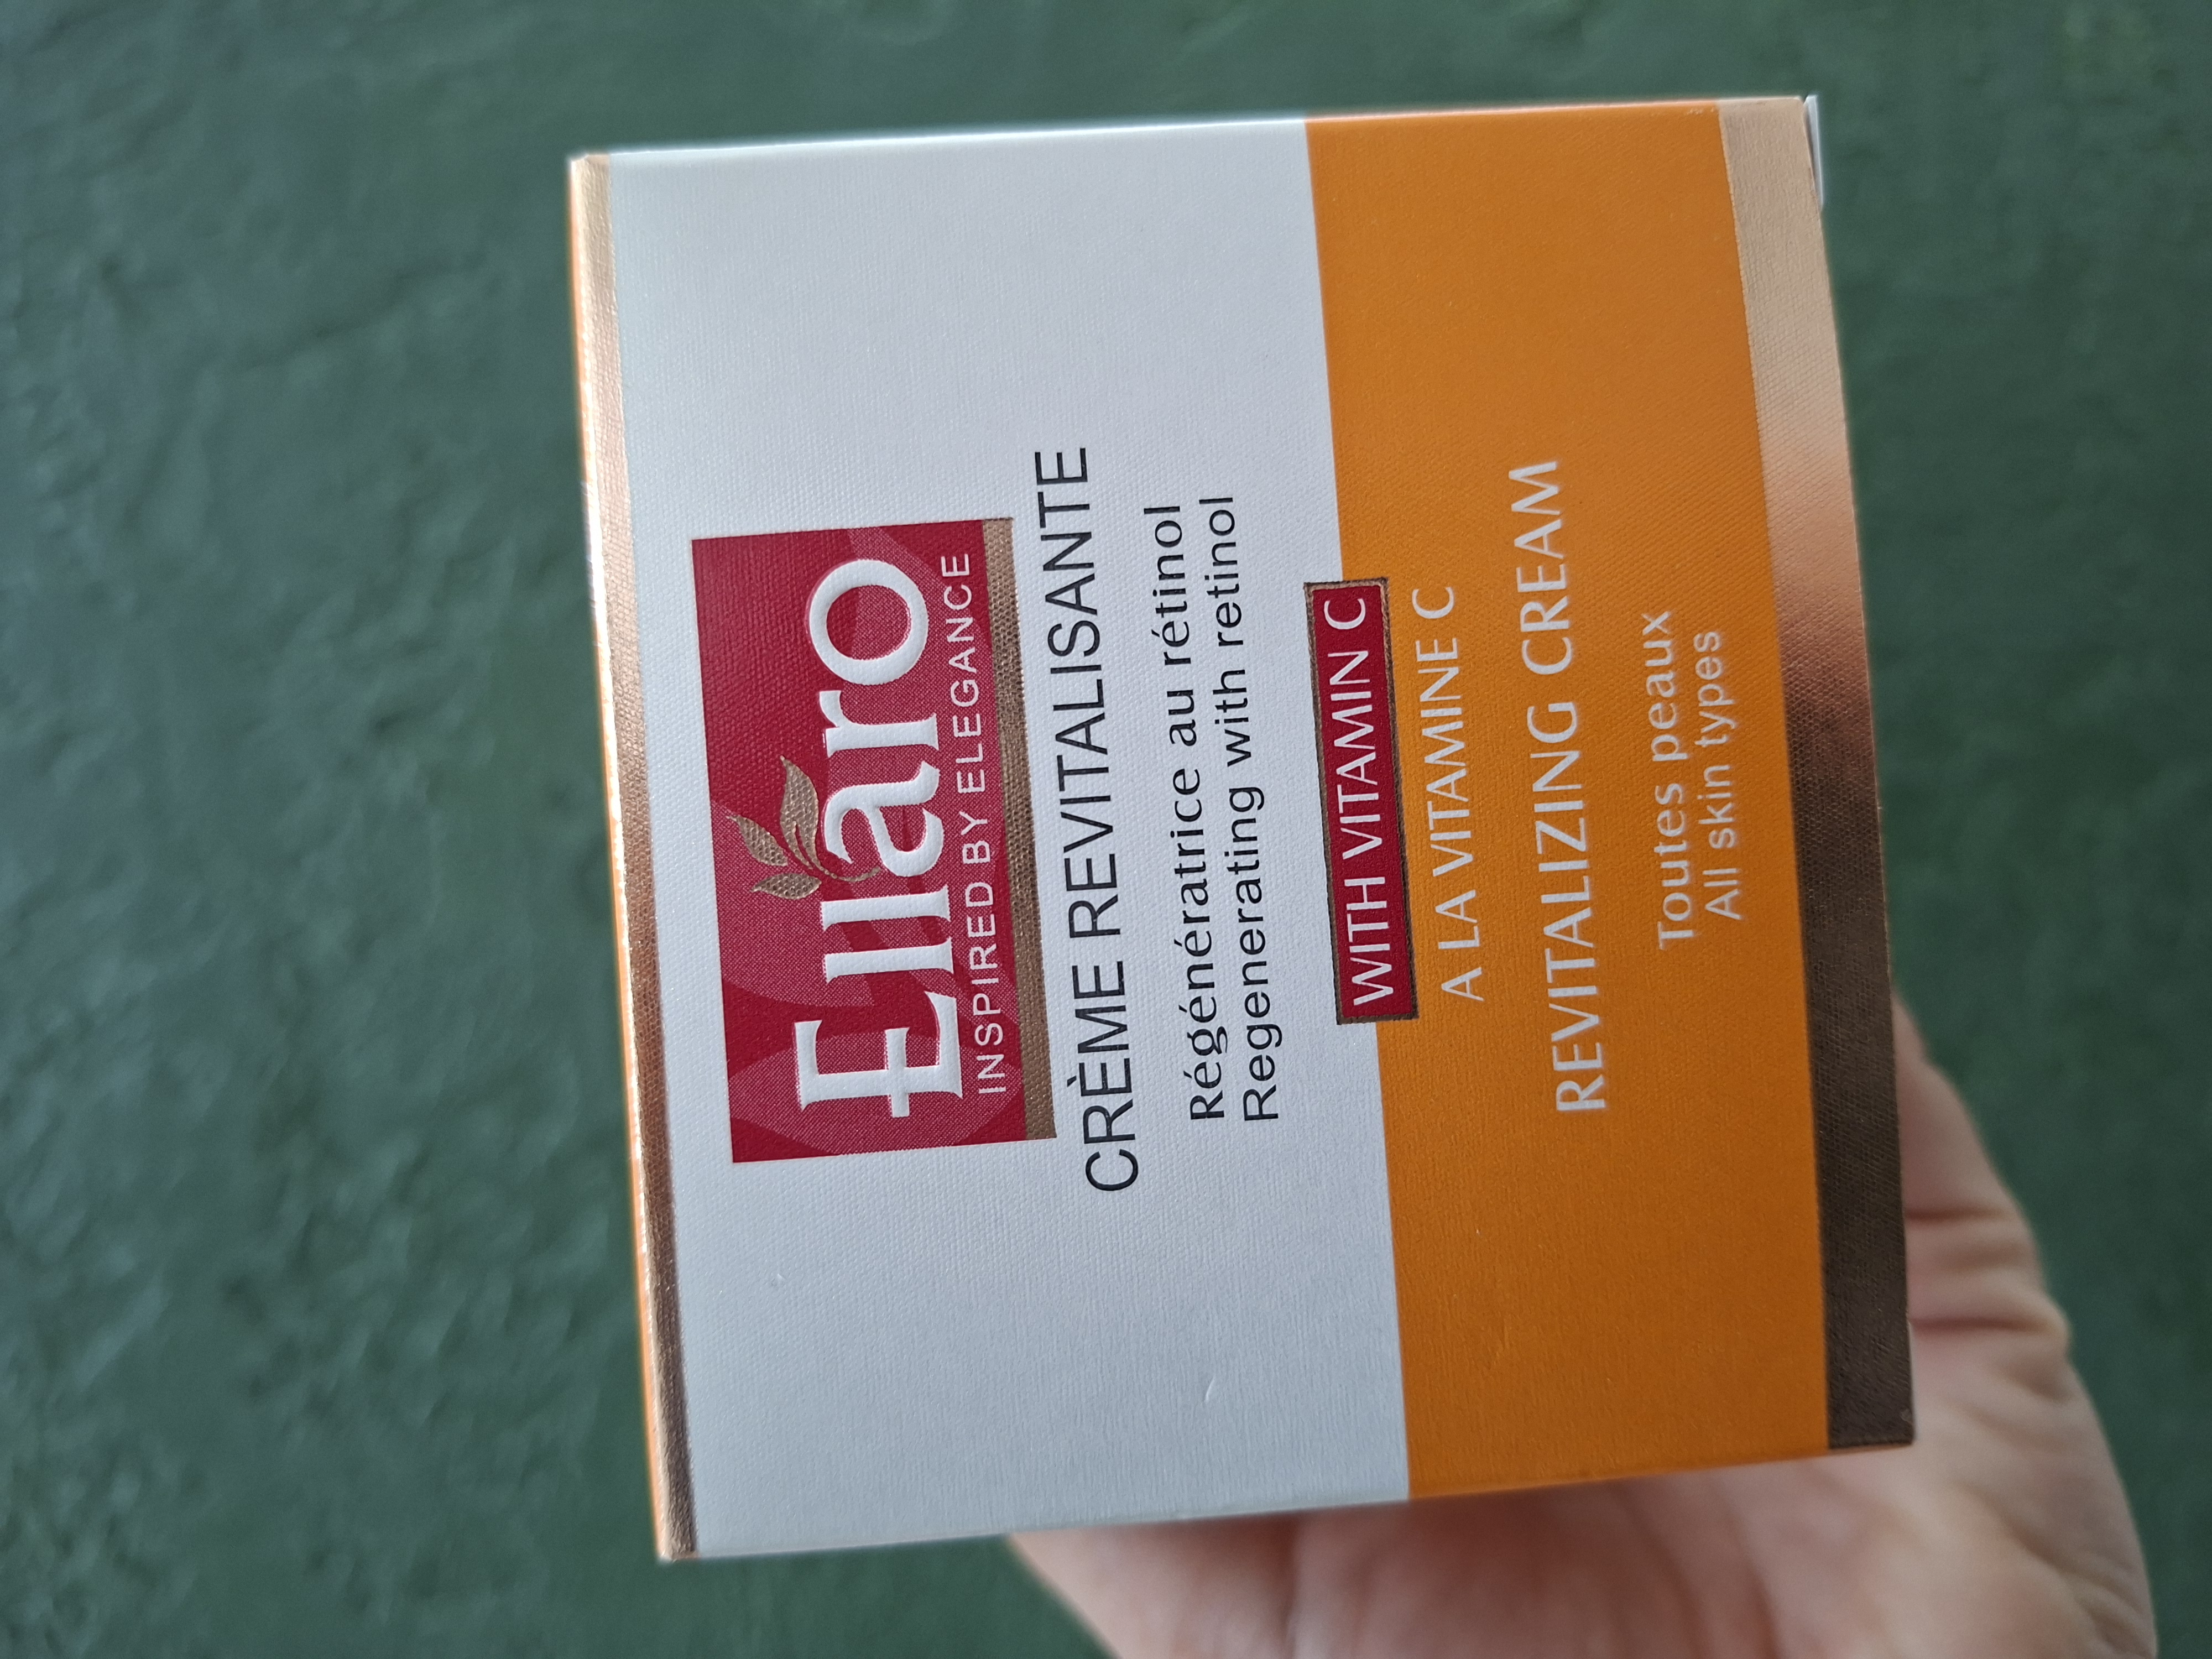 INSPIRED BY ELEGANCE
CRÈME REVITALISANTE
Régénératrice au rétinol
Regenerating with retinol
WITH VITAMIN C
A LA VITAMINE C
REVITALIZING CREAM
Toutes peaux
All skin types